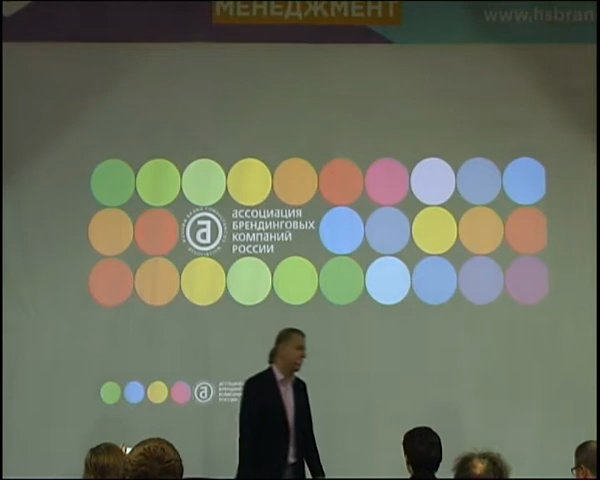 МЕНЕДЖМЕНТ
www.hsbran
ассоциация
брендинговых
компаний
россии